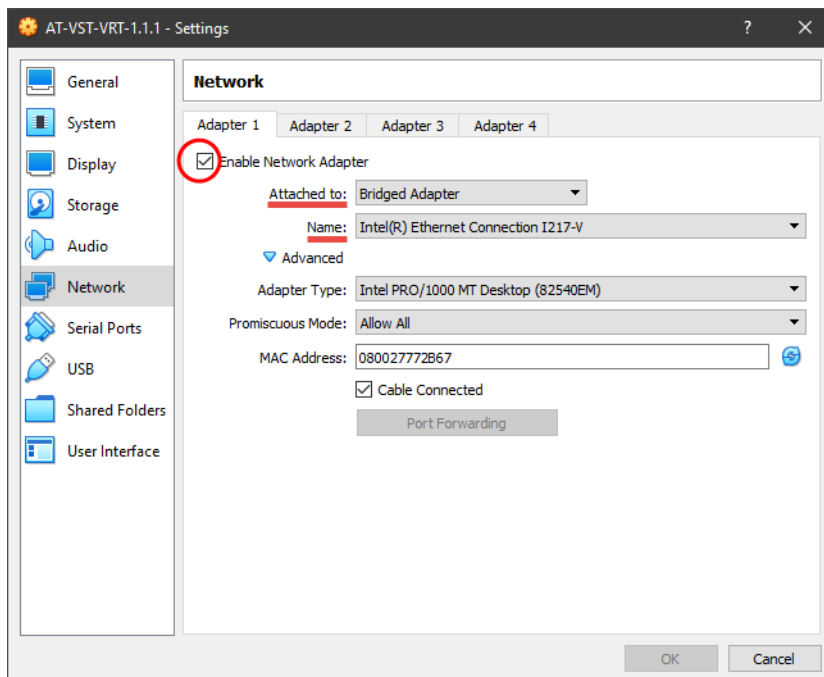 AT-VST-VRT-1.1.1 - Settings ? ×
General
System
Display
Storage
Audio
Network
Serial Ports
USB
Shared Folders
User Interface
Network
Adapter 1 Adapter 2 Adapter 3 Adapter 4
Enable Network Adapter
Attached to: Bridged Adapter
Name: Intel(R) Ethernet Connection I217-V
Advanced
Adapter Type: Intel PRO/1000 MT Desktop (82540EM)
Promiscuous Mode: Allow All
MAC Address: 080027772B67
Cable Connected
Port Forwarding
OK Cancel